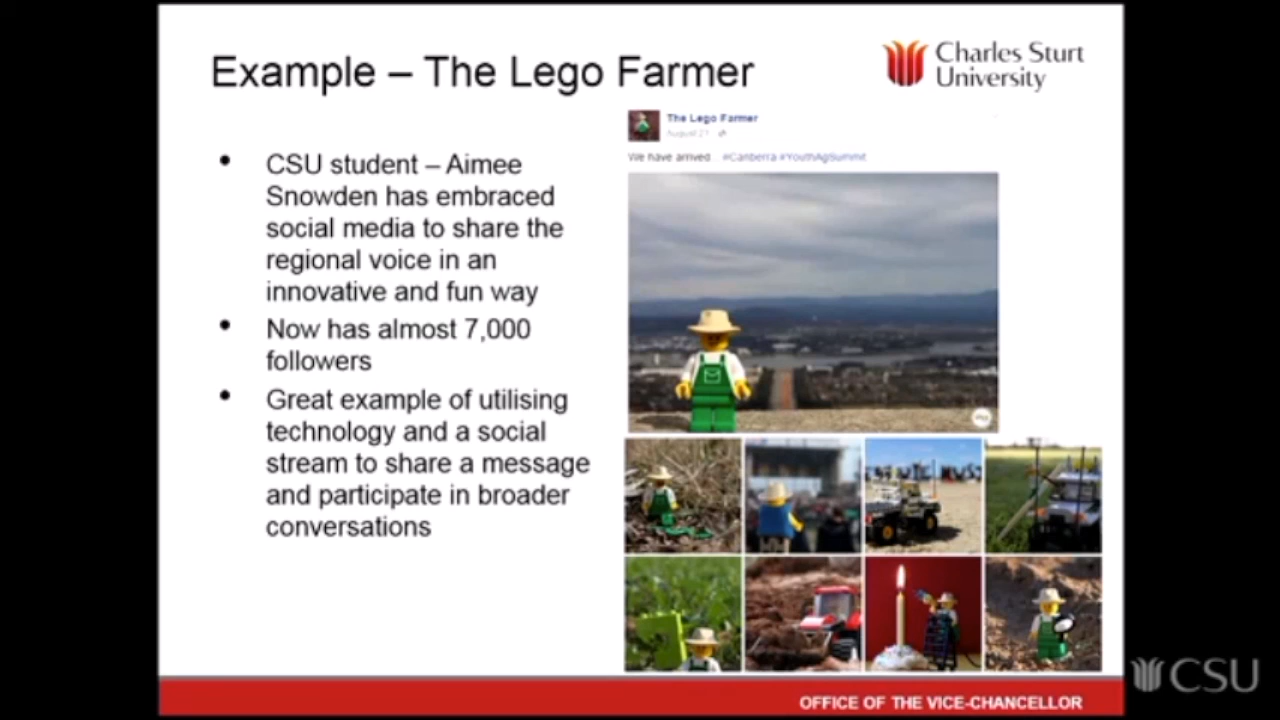 Example – The Lego Farmer
Charles Sturt
University
• CSU student – Aimee
Snowden has embraced
social media to share the
regional voice in an
innovative and fun way
• Now has almost 7,000
followers
• Great example of utilising
technology and a social
stream to share a message
and participate in broader
conversations
The Lego Farmer
August 21
We have arrived... #Canberra #YouthAgSummit
OFFICE OF THE VICE-CHANCELLOR
CSU